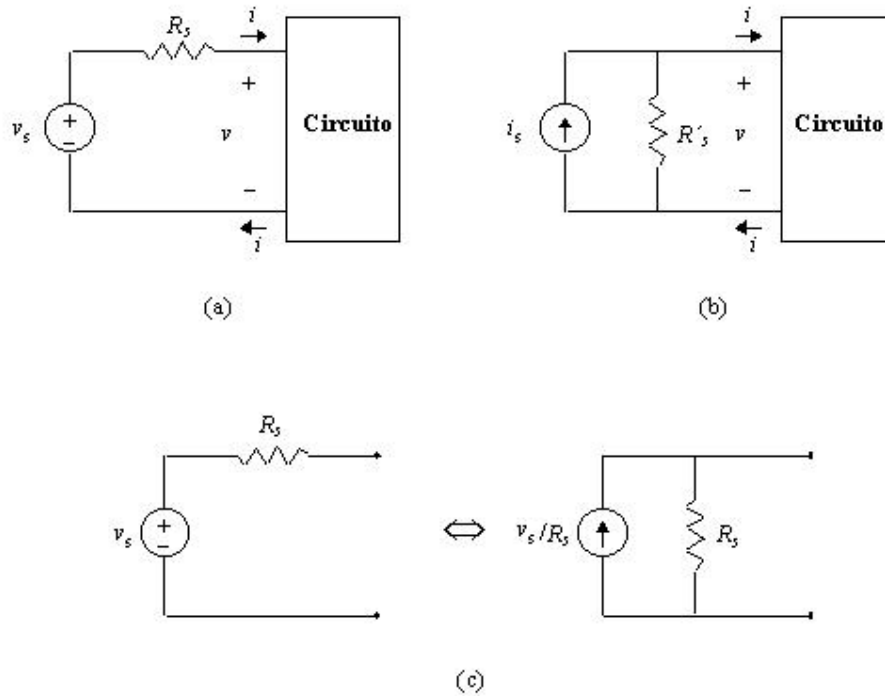 i
R_s
+
v_s
+
−
v
Circuito
−
i
(a)
i
+
i_s
R´_s
v
Circuito
−
i
(b)
R_s
v_s
+
−
⇔
v_s/R_s
R_s
(c)